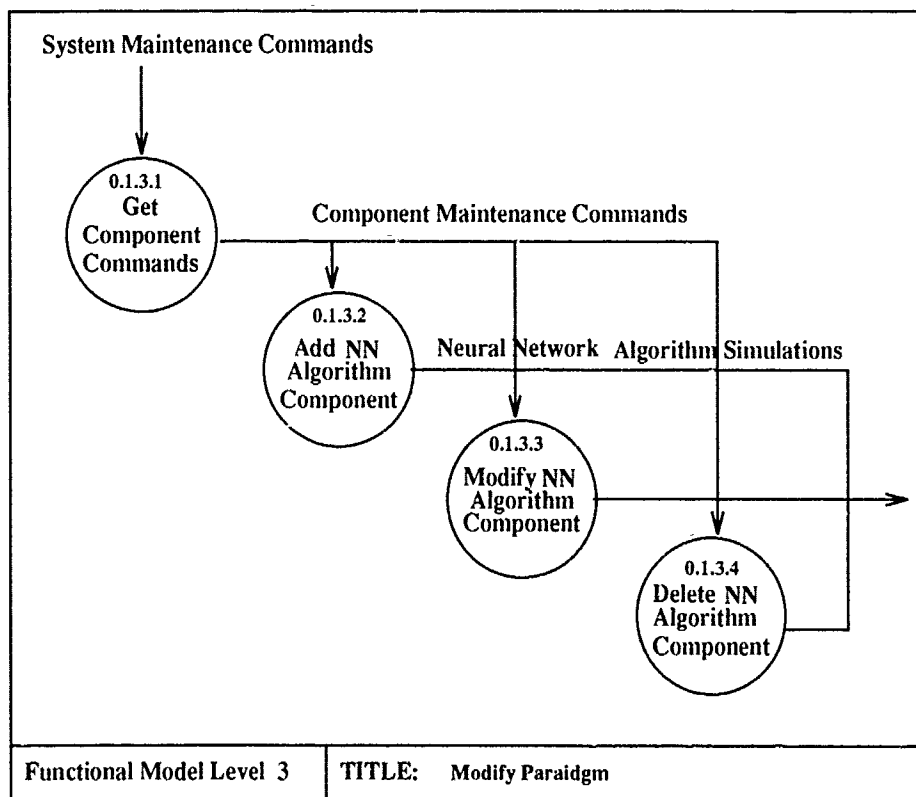 System Maintenance Commands
0.1.3.1
Get
Component
Commands
Component Maintenance Commands
0.1.3.2
Add NN
Algorithm
Component
Neural Network Algorithm Simulations
0.1.3.3
Modify NN
Algorithm
Component
0.1.3.4
Delete NN
Algorithm
Component
Functional Model Level 3
TITLE: Modify Paraidgm